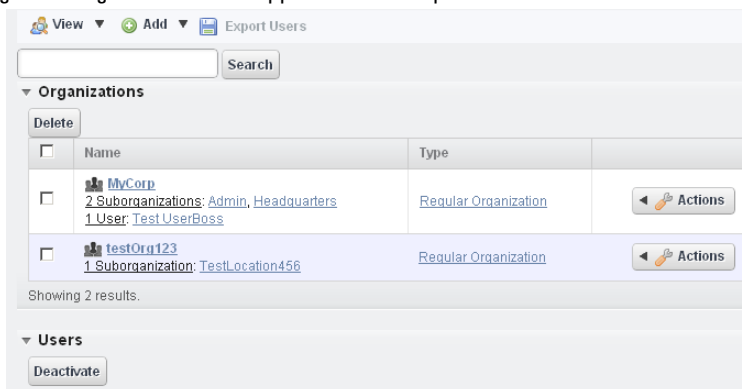 View ▼ Add ▼ Export Users
Search
Organizations
Delete
Name Type
MyCorp
2 Suborganizations: Admin, Headquarters Regular Organization Actions
1 User: Test UserBoss
testOrg123
1 Suborganization: TestLocation456 Regular Organization Actions
Showing 2 results.
Users
Deactivate